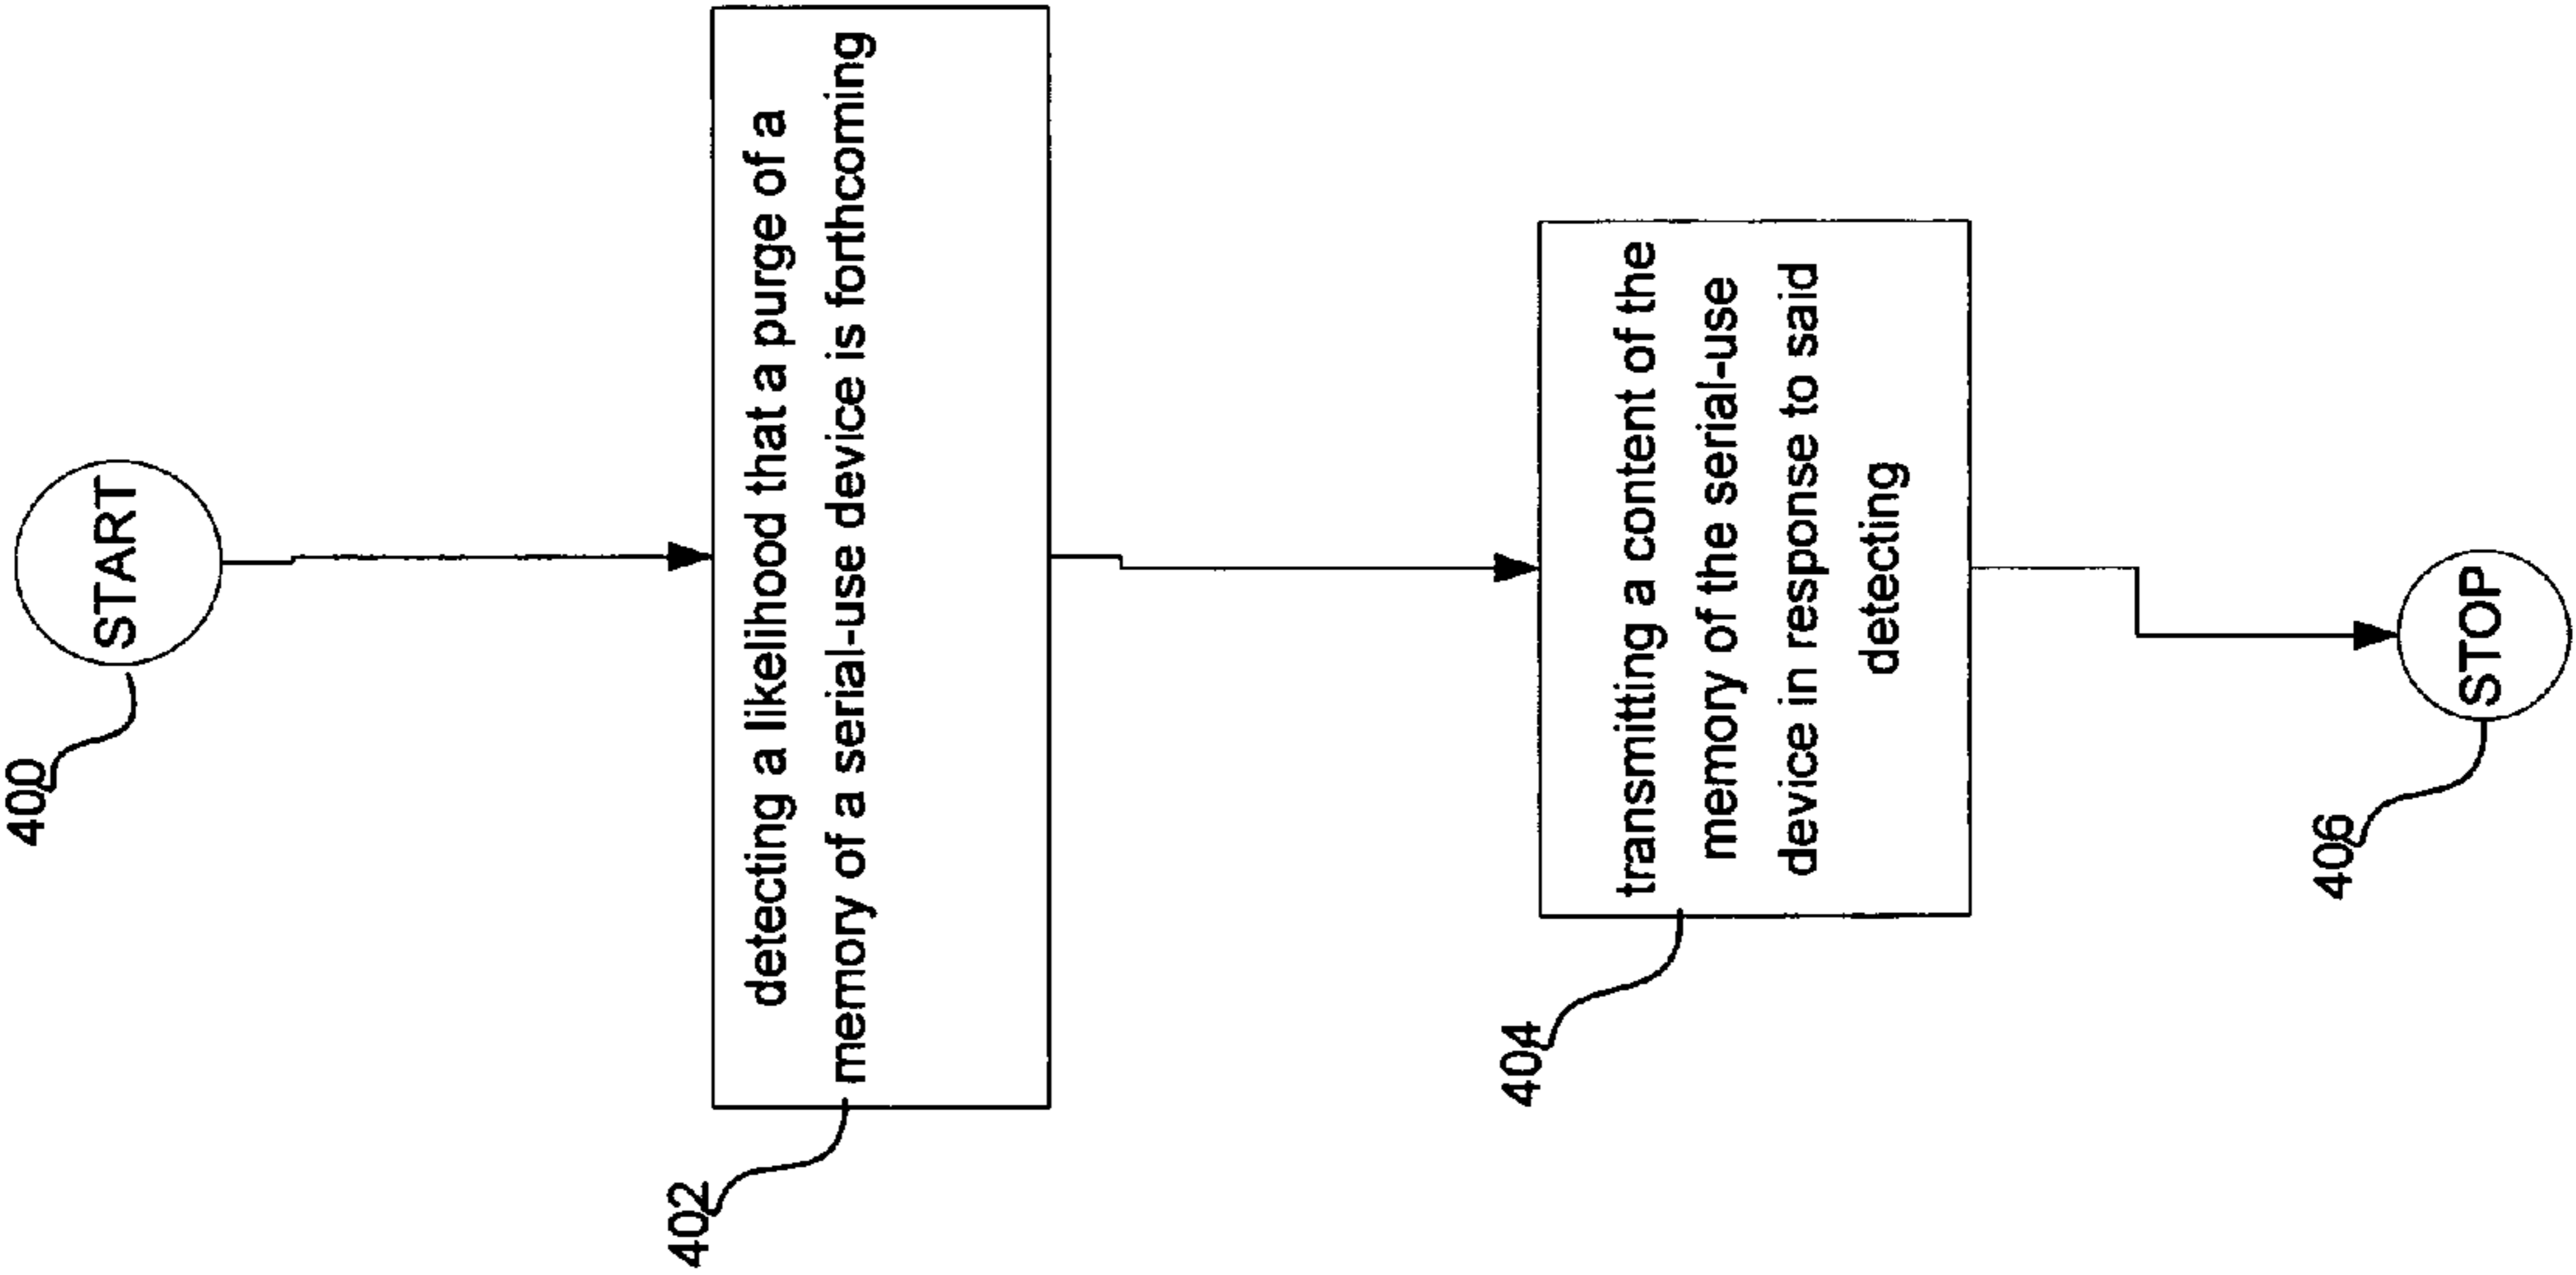 400
START
402
detecting a likelihood that a purge of a
memory of a serial-use device is forthcoming
404
transmitting a content of the
memory of the serial-use
device in response to said
detecting
406
STOP